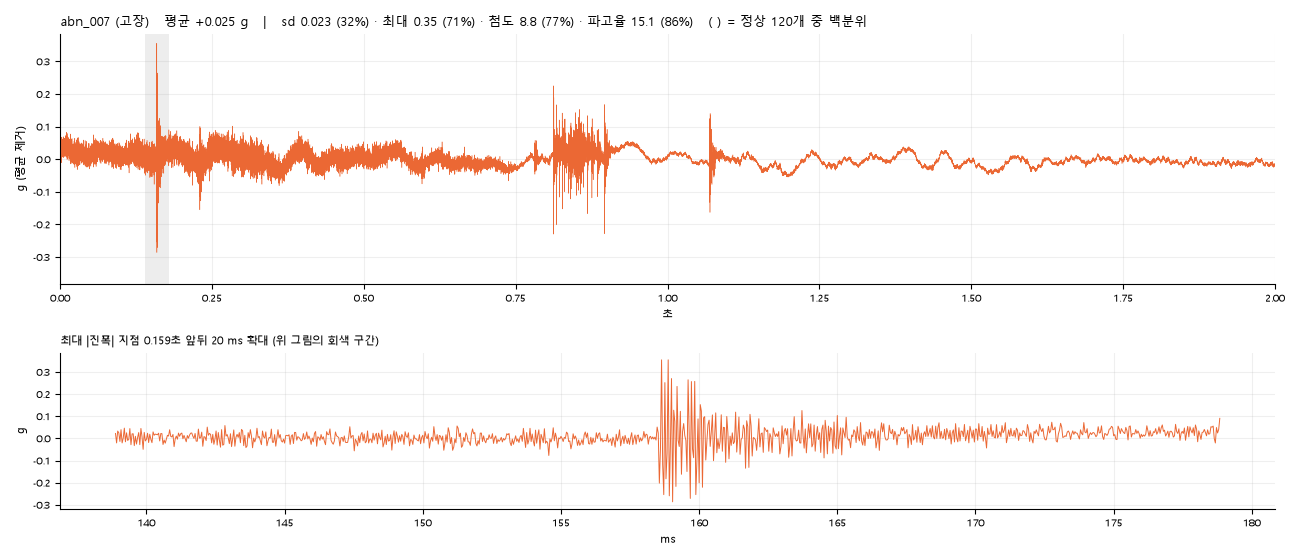 abn_007 (고장) 평균 +0.025 g | sd 0.023 (32%) · 최대 0.35 (71%) · 첨도 8.8 (77%) · 파고율 15.1 (86%) ( ) = 정상 120개 중 백분위
g (평균 제거)
0.3
0.2
0.1
0.0
-0.1
-0.2
-0.3
0.00 0.25 0.50 0.75 1.00 1.25 1.50 1.75 2.00
초
최대 |진폭| 지점 0.159초 앞뒤 20 ms 확대 (위 그림의 회색 구간)
g
0.3
0.2
0.1
0.0
-0.1
-0.2
-0.3
140 145 150 155 160 165 170 175 180
ms